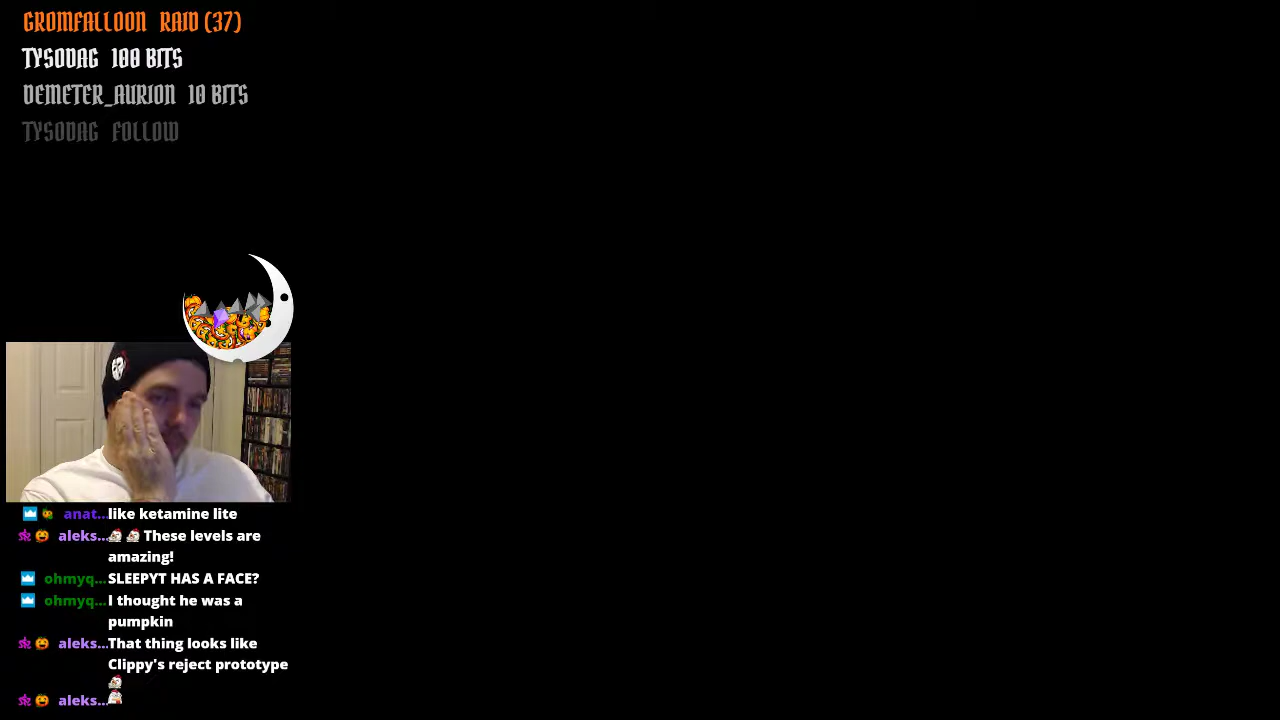 GROMFALLOON RAID (37)
TYSODAG 100 BITS
DEMETER_AURION 10 BITS
TYSODAG FOLLOW
anat... like ketamine lite
aleks... These levels are
amazing!
ohmyq... SLEEPYT HAS A FACE?
ohmyq... I thought he was a
pumpkin
aleks... That thing looks like
Clippy's reject prototype
aleks...